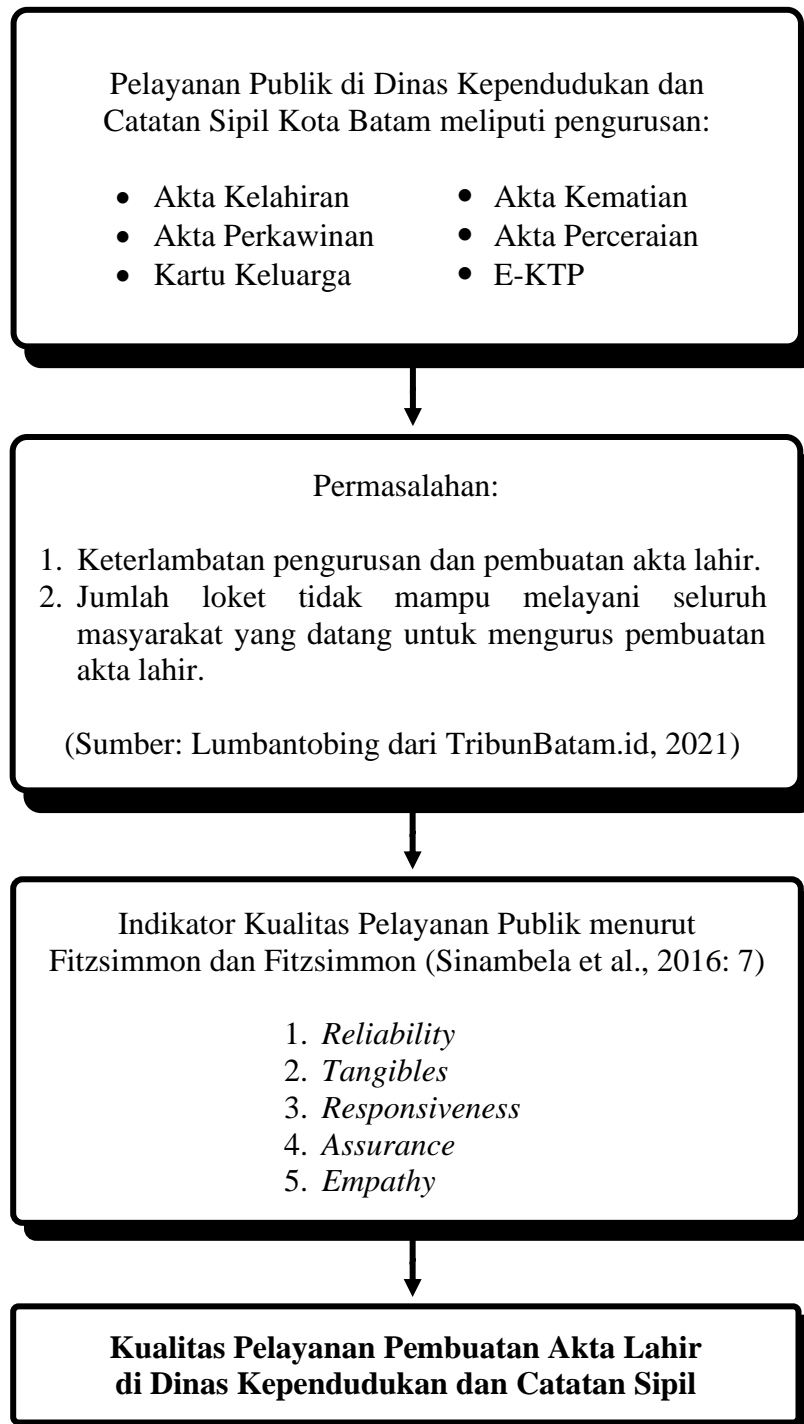 Pelayanan Publik di Dinas Kependudukan dan
Catatan Sipil Kota Batam meliputi pengurusan:
• Akta Kelahiran
• Akta Perkawinan
• Kartu Keluarga
• Akta Kematian
• Akta Perceraian
• E-KTP
Permasalahan:
1. Keterlambatan pengurusan dan pembuatan akta lahir.
2. Jumlah loket tidak mampu melayani seluruh
masyarakat yang datang untuk mengurus pembuatan
akta lahir.
(Sumber: Lumbantobing dari TribunBatam.id, 2021)
Indikator Kualitas Pelayanan Publik menurut
Fitzsimmon dan Fitzsimmon (Sinambela et al., 2016: 7)
1. Reliability
2. Tangibles
3. Responsiveness
4. Assurance
5. Empathy
Kualitas Pelayanan Pembuatan Akta Lahir
di Dinas Kependudukan dan Catatan Sipil